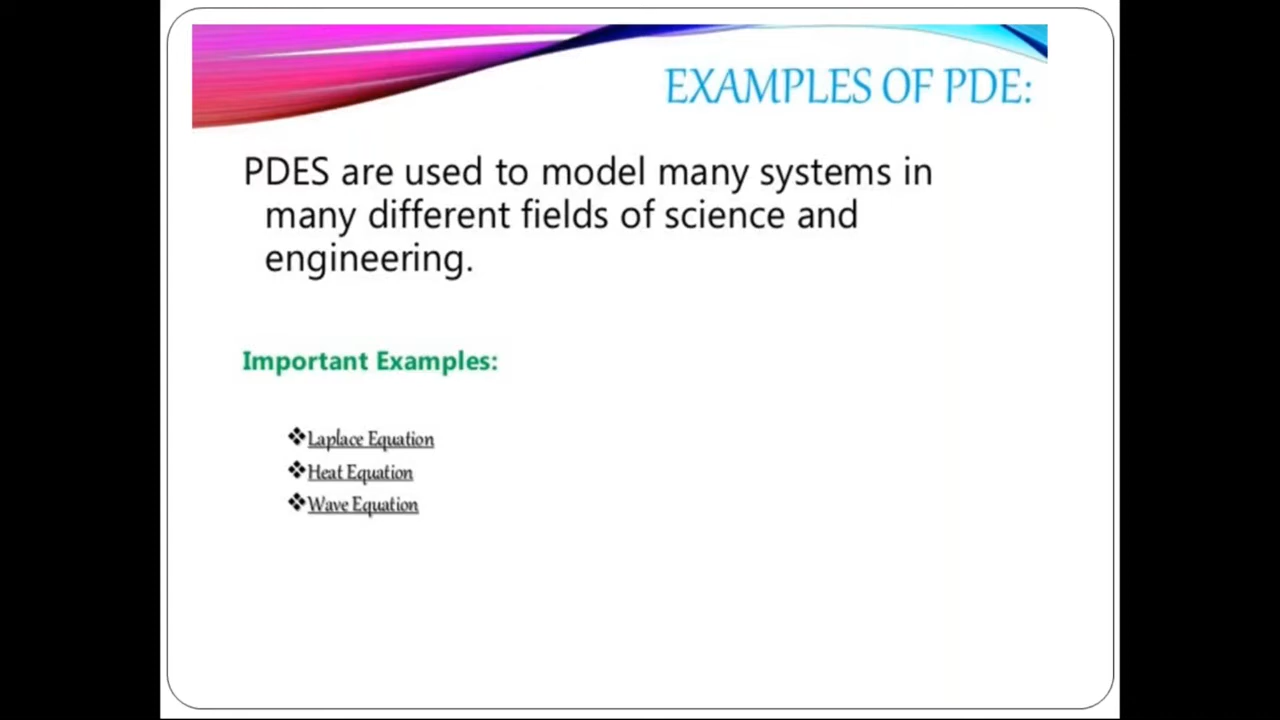 EXAMPLES OF PDE:
PDES are used to model many systems in
many different fields of science and
engineering.
Important Examples:
❖Laplace Equation
❖Heat Equation
❖Wave Equation